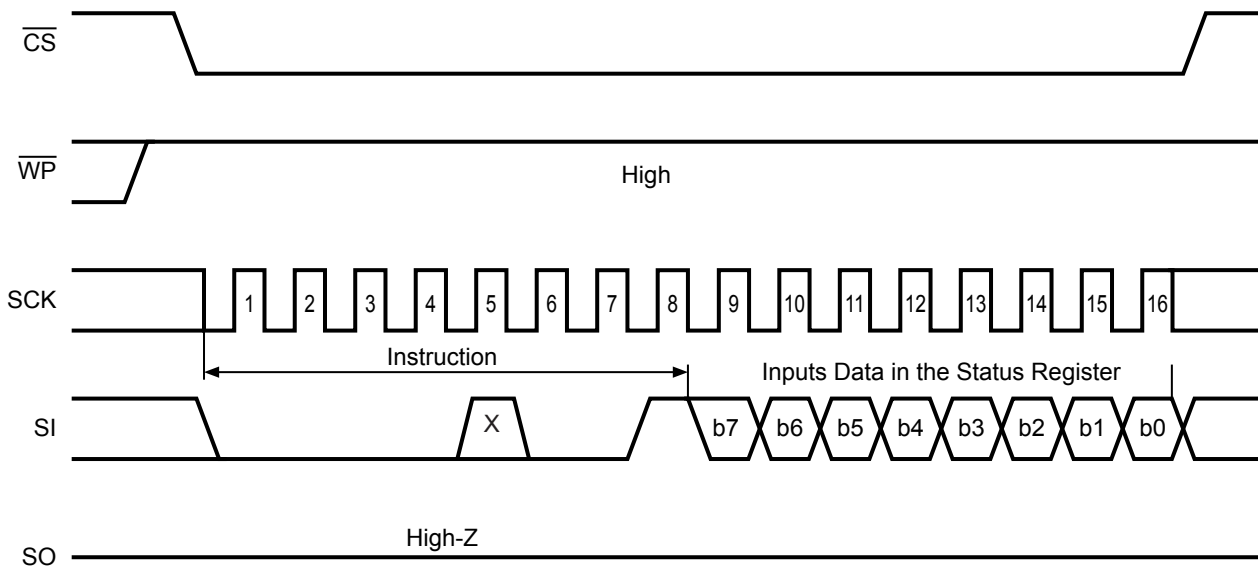 CS
WP
High
SCK
1 2 3 4 5 6 7 8 9 10 11 12 13 14 15 16
Instruction
Inputs Data in the Status Register
SI
X
b7 b6 b5 b4 b3 b2 b1 b0
High-Z
SO